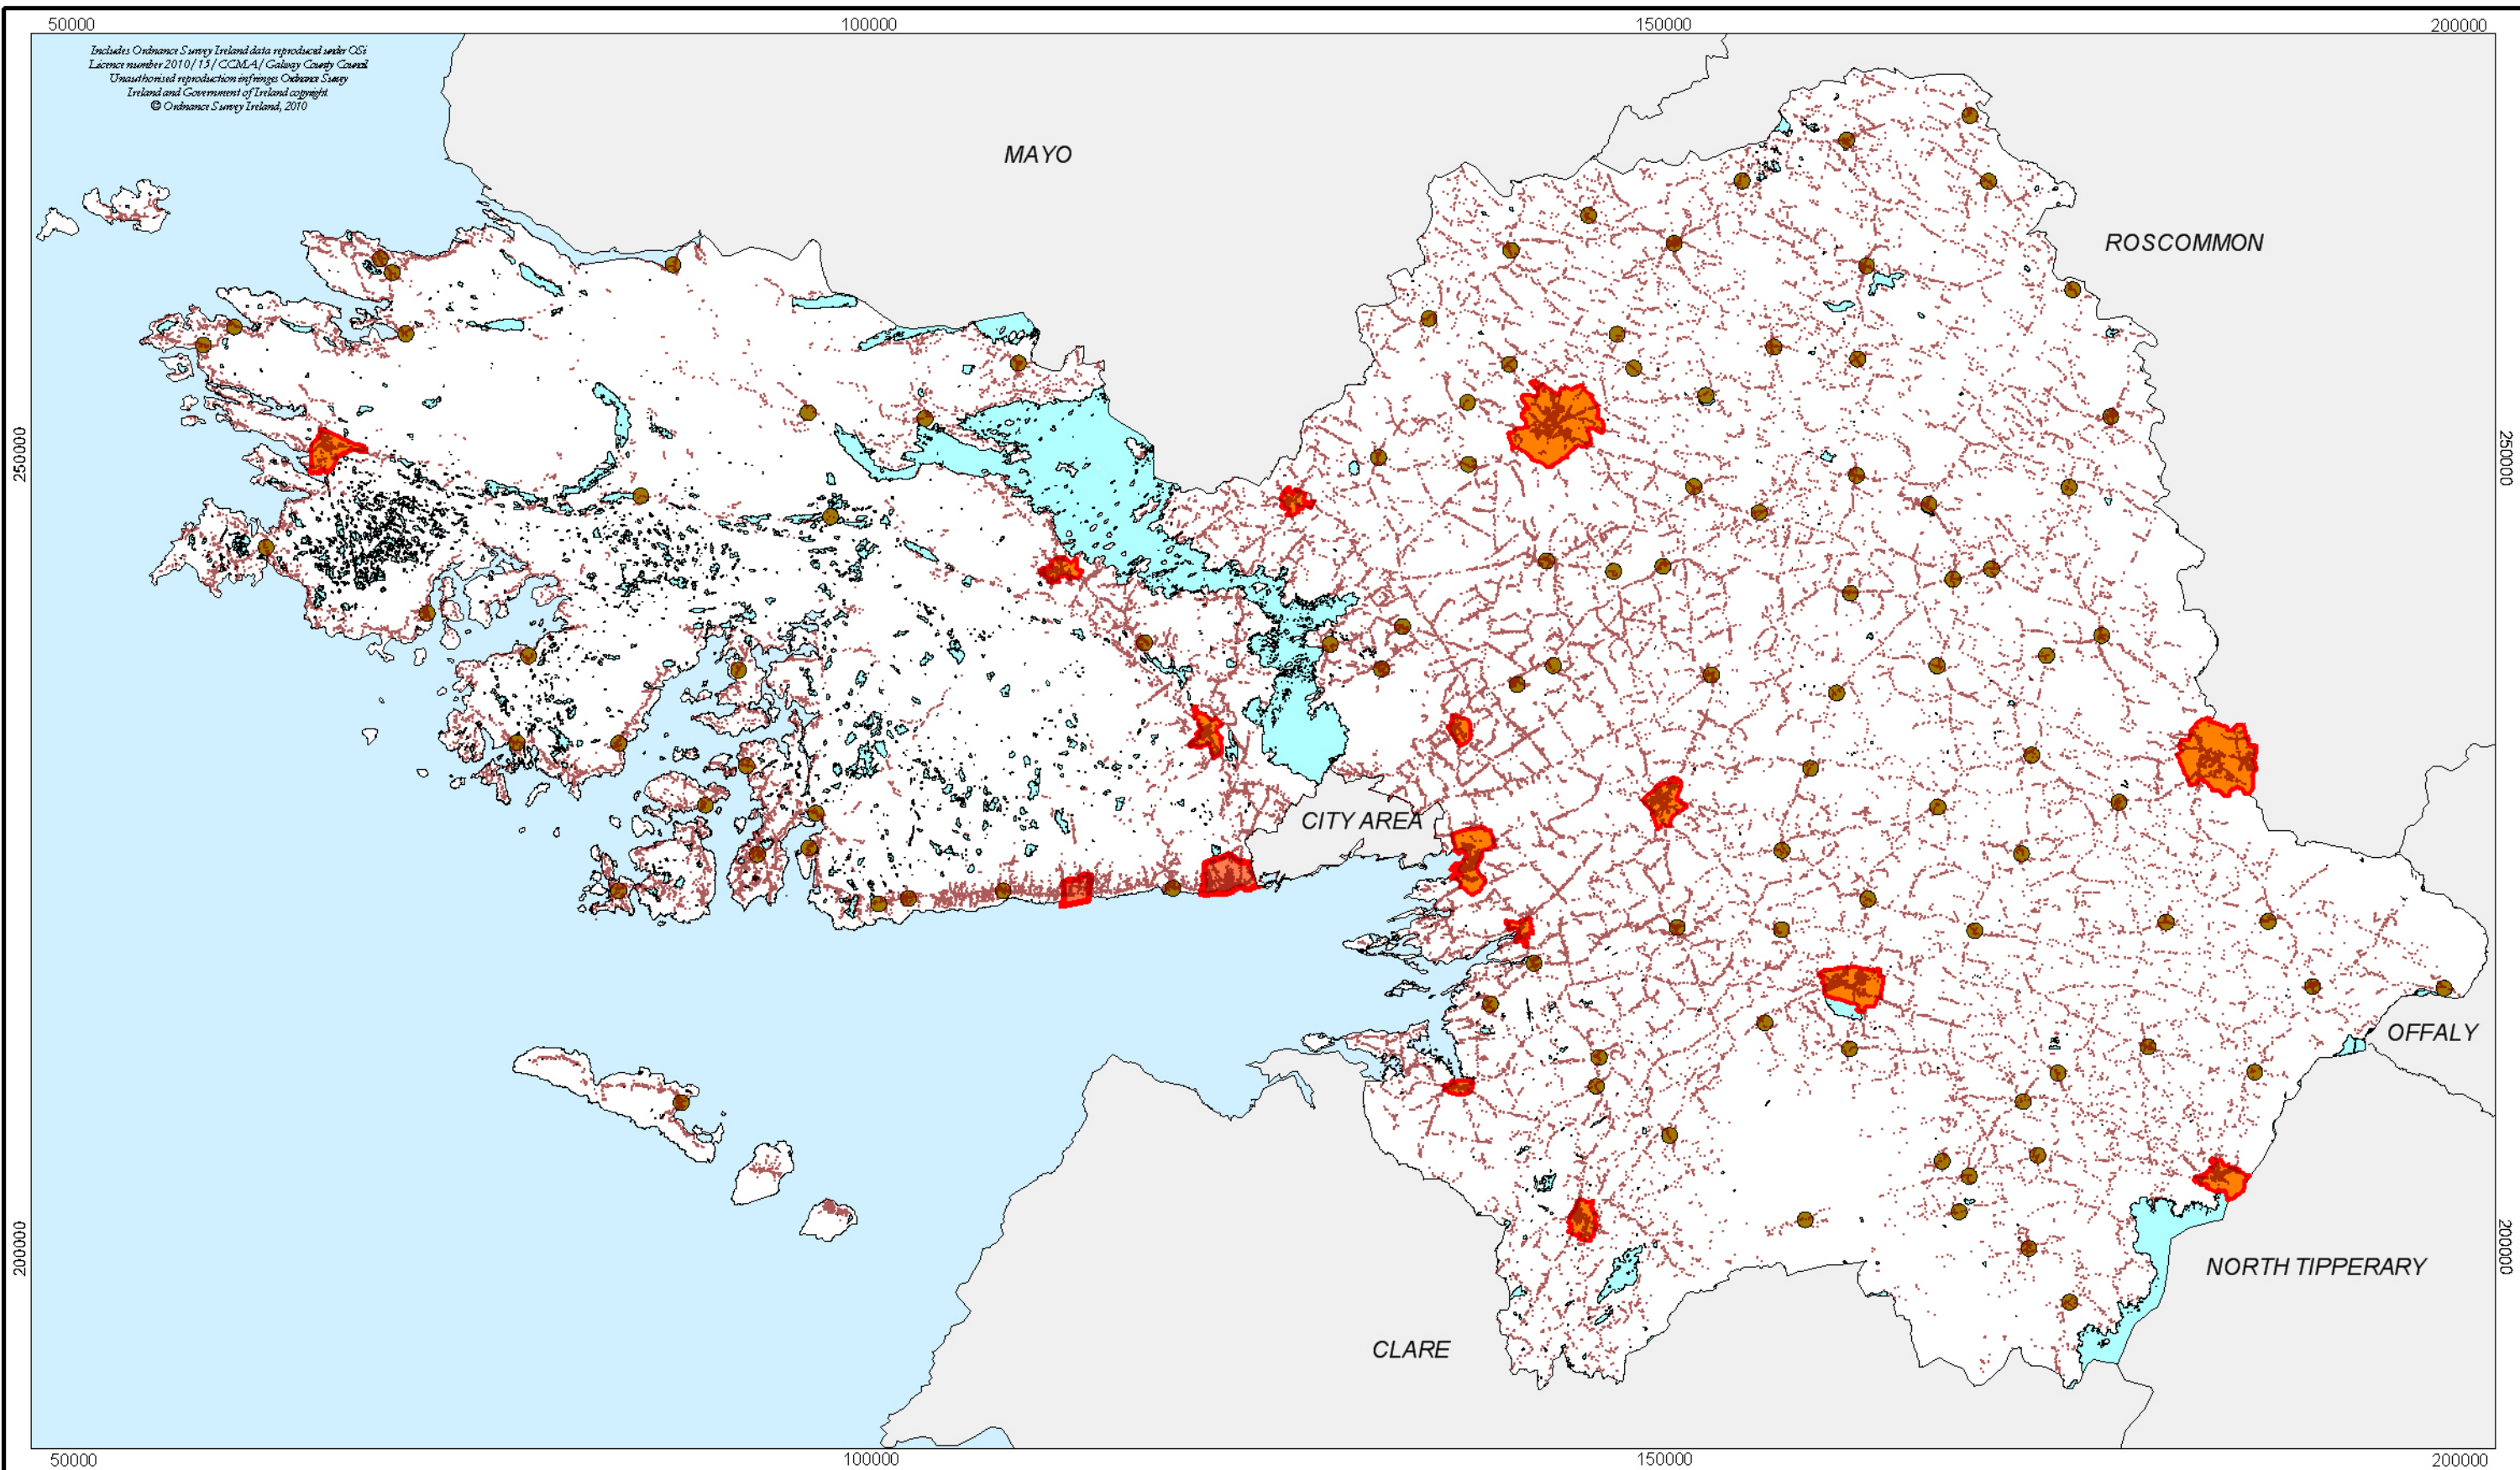 50000 100000 150000 200000
Includes Ordnance Survey Ireland data reproduced under OSi
Licence number 2010/15/CCMA/Galway County Council
Unauthorised reproduction infringes Ordnance Survey
Ireland and Government of Ireland copyright
© Ordnance Survey Ireland, 2010
MAYO
ROSCOMMON
250000 250000
CITY AREA
OFFALY
200000 200000
NORTH TIPPERARY
CLARE
50000 100000 150000 200000